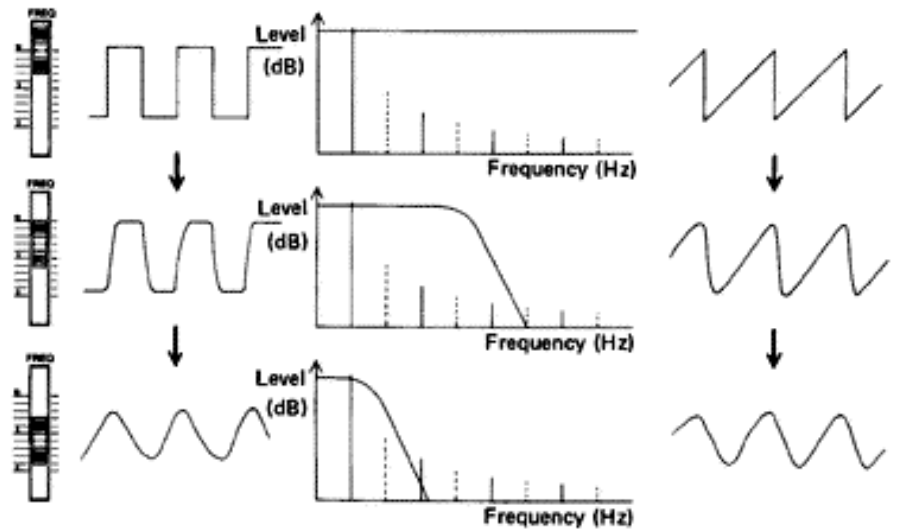 FREQ
Level
(dB)
Frequency (Hz)
FREQ
Level
(dB)
Frequency (Hz)
FREQ
Level
(dB)
Frequency (Hz)